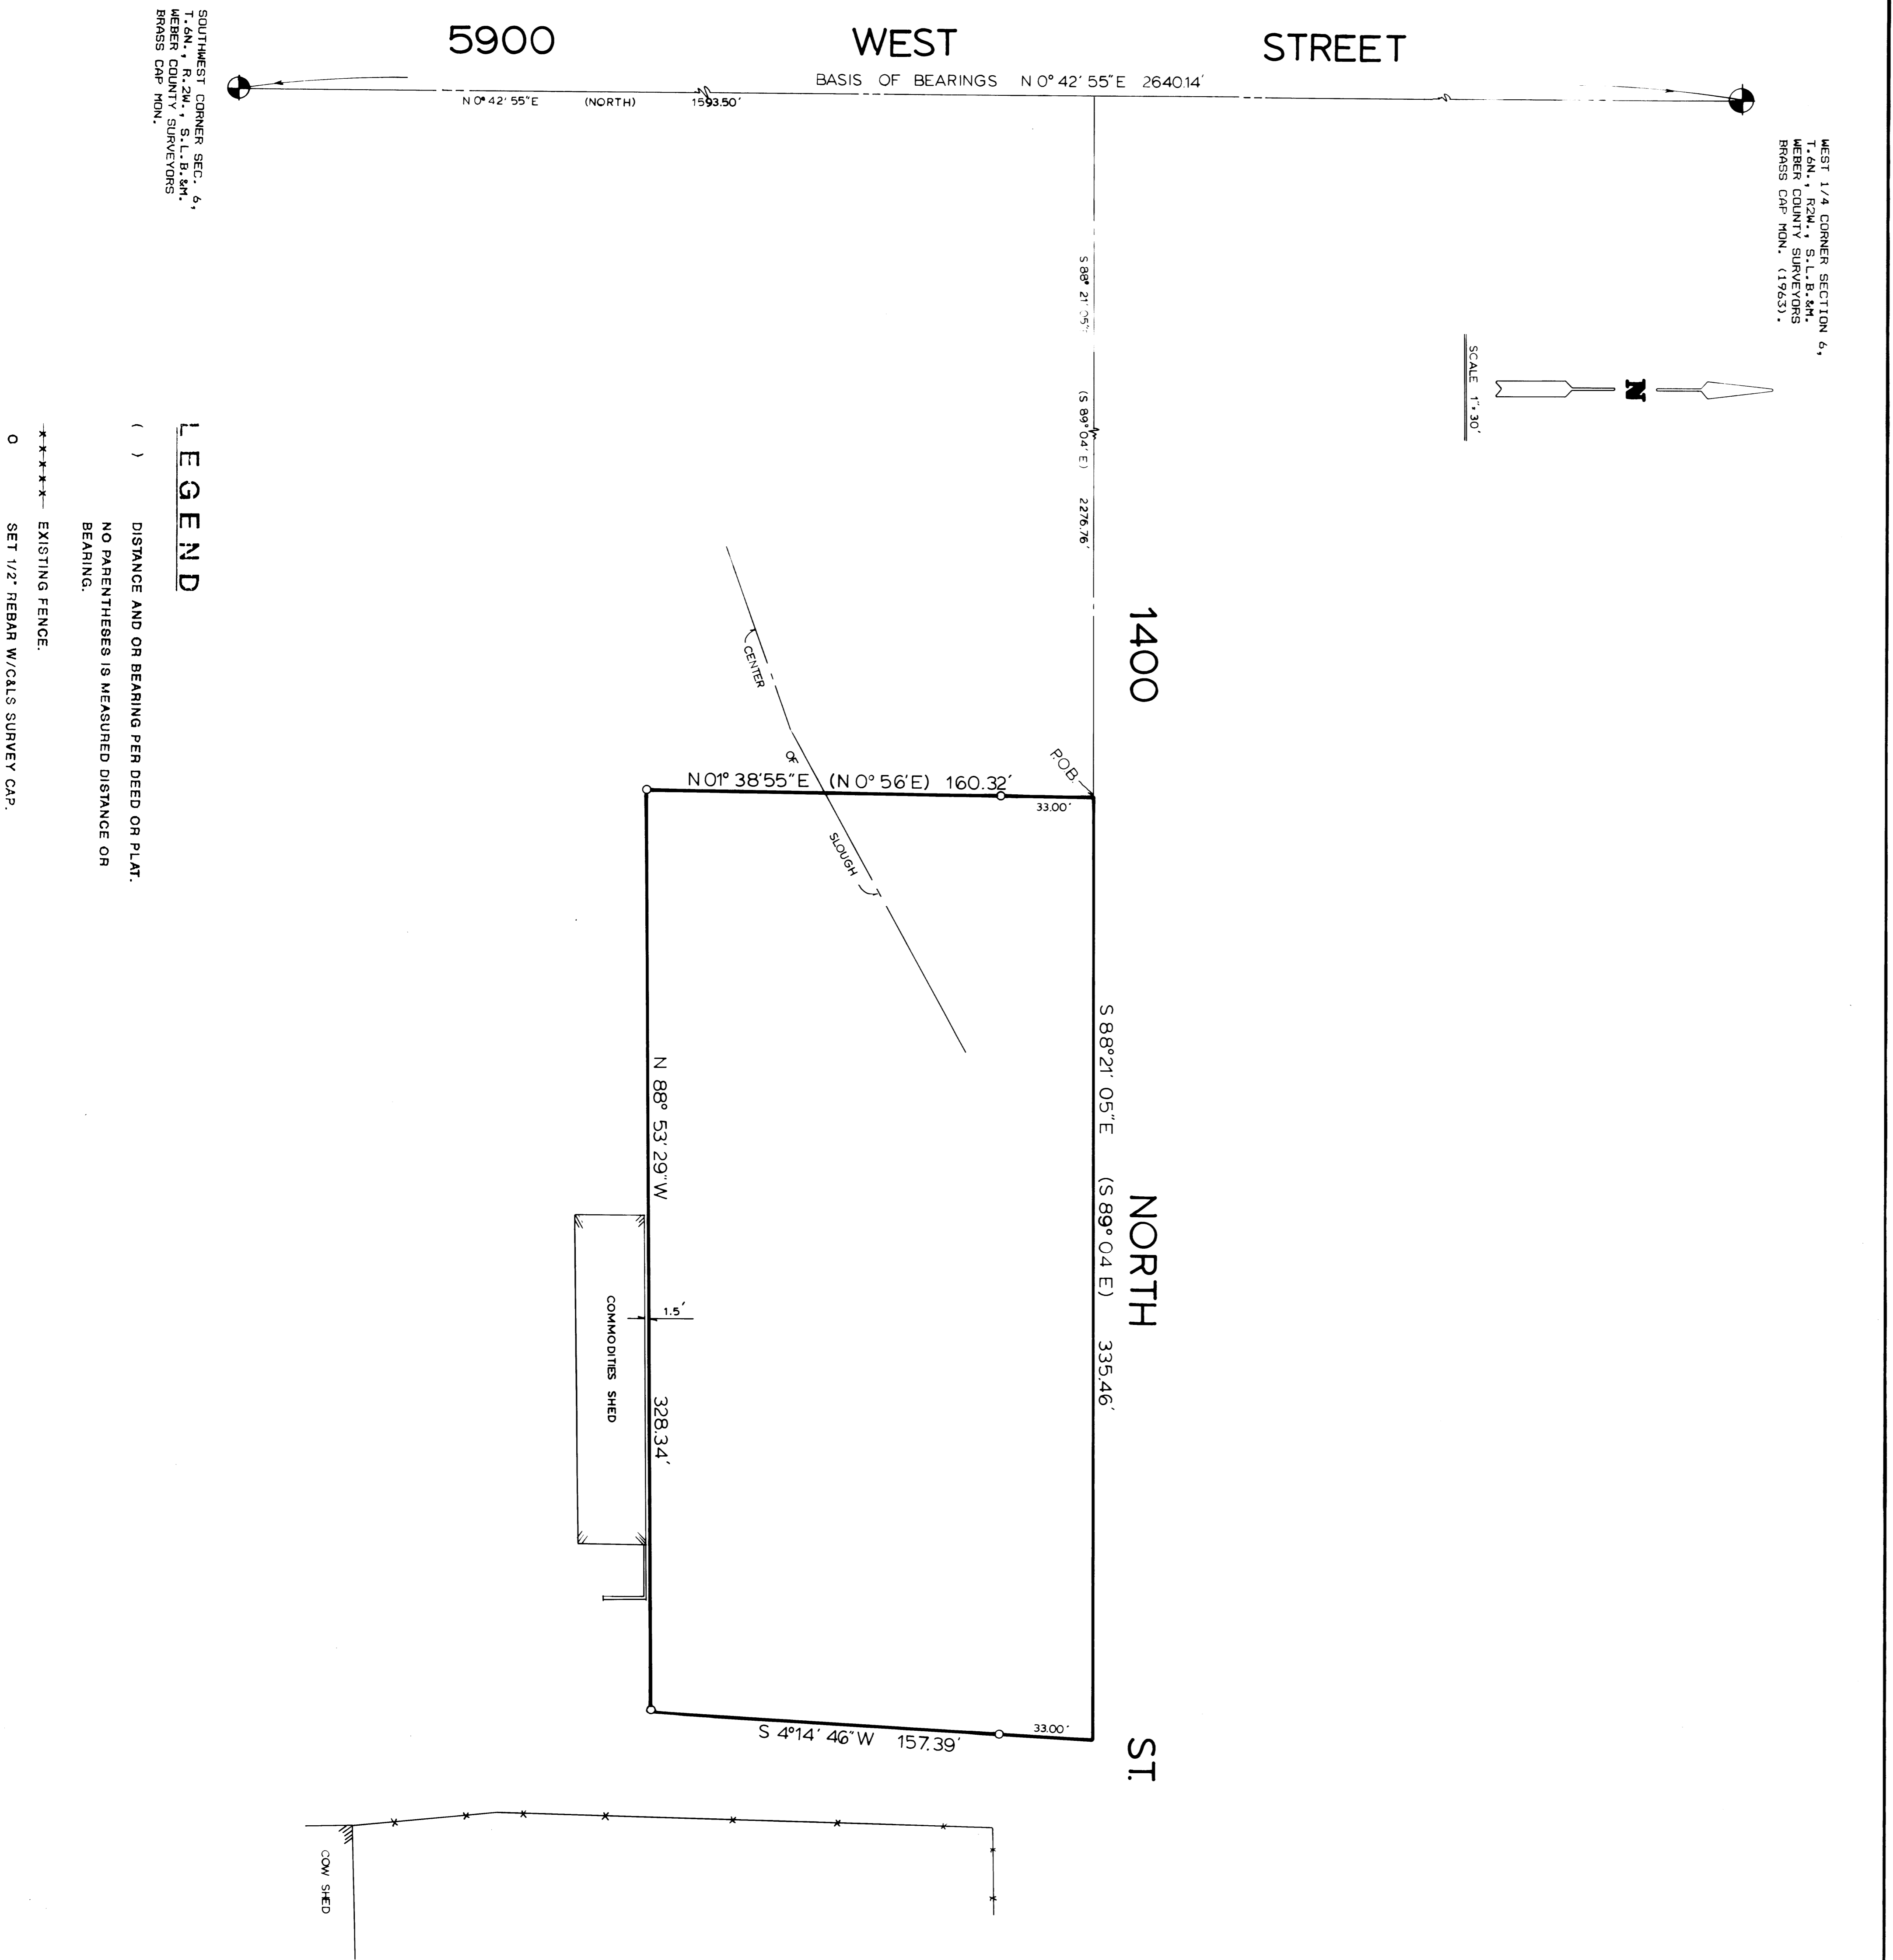 5900 WEST STREET
BASIS OF BEARINGS N 0° 42' 55"E 2640.14'
N 0° 42' 55"E (NORTH) 1593.50'
SOUTHWEST CORNER SEC. 6,
T.6N., R.2W., S.L.B.&M.
WEBER COUNTY SURVEYORS
BRASS CAP MON.
WEST 1/4 CORNER SECTION 6,
T.6N., R2W., S.L.B.&M.
WEBER COUNTY SURVEYORS
BRASS CAP MON. (1963).
N
SCALE 1"=30'
S 88° 21' 05" (S 89° 04' E) 2276.76'
1400 NORTH ST.
P.O.B.
S 88°21' 05"E (S 89° 04 E) 335.46'
N 01° 38'55"E (N 0° 56'E) 160.32'
33.00'
CENTER
OF
SLOUGH
N 88° 53' 29"W 328.34'
1.5'
COMMODITIES SHED
S 4°14' 46"W 157.39'
33.00'
COW SHED
LEGEND
( ) DISTANCE AND OR BEARING PER DEED OR PLAT.
NO PARENTHESES IS MEASURED DISTANCE OR
BEARING.
x x x x x EXISTING FENCE.
O SET 1/2" REBAR W/C&LS SURVEY CAP.